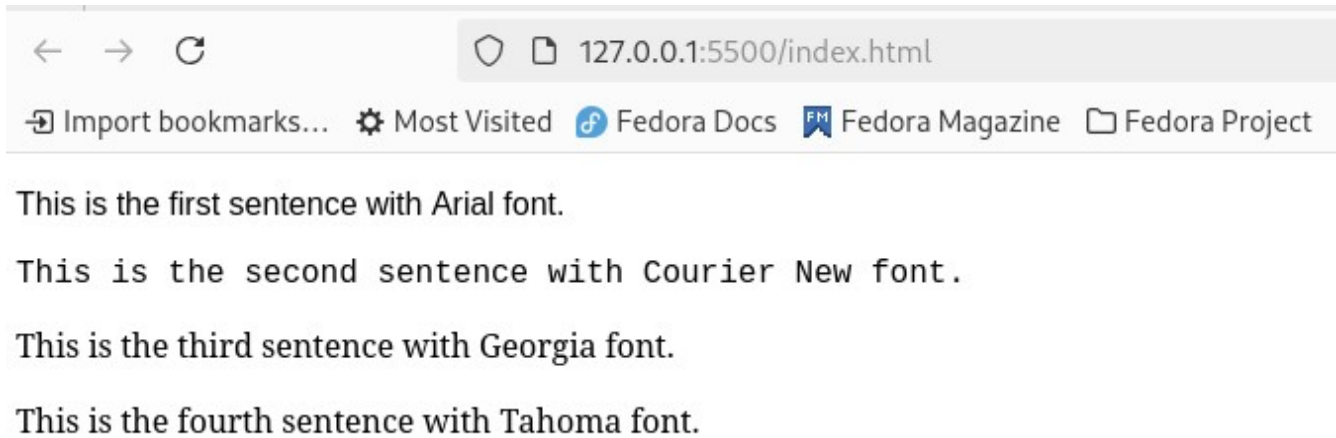 127.0.0.1:5500/index.html
Import bookmarks... Most Visited Fedora Docs FM Fedora Magazine Fedora Project
This is the first sentence with Arial font.
This is the second sentence with Courier New font.
This is the third sentence with Georgia font.
This is the fourth sentence with Tahoma font.